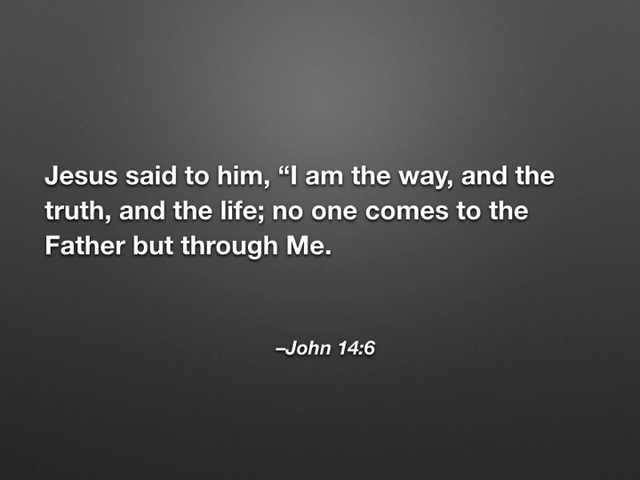 Jesus said to him, “I am the way, and the
truth, and the life; no one comes to the
Father but through Me.
–John 14:6